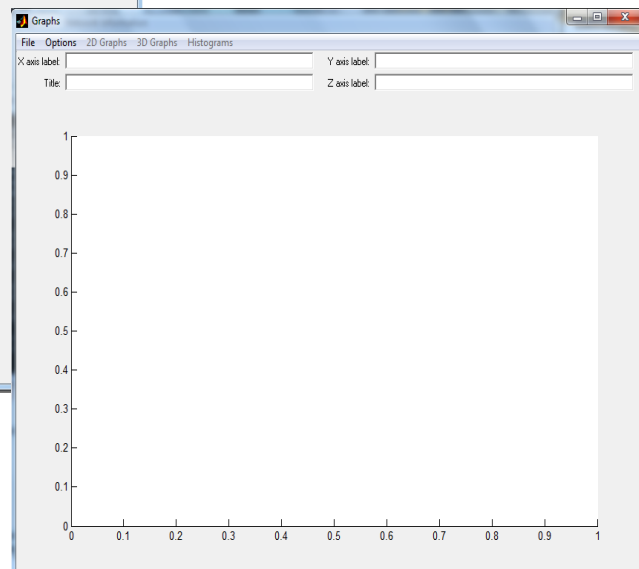 Graphs
File Options 2D Graphs 3D Graphs Histograms
X axis label: Y axis label:
Title: Z axis label:
1
0.9
0.8
0.7
0.6
0.5
0.4
0.3
0.2
0.1
0
0 0.1 0.2 0.3 0.4 0.5 0.6 0.7 0.8 0.9 1